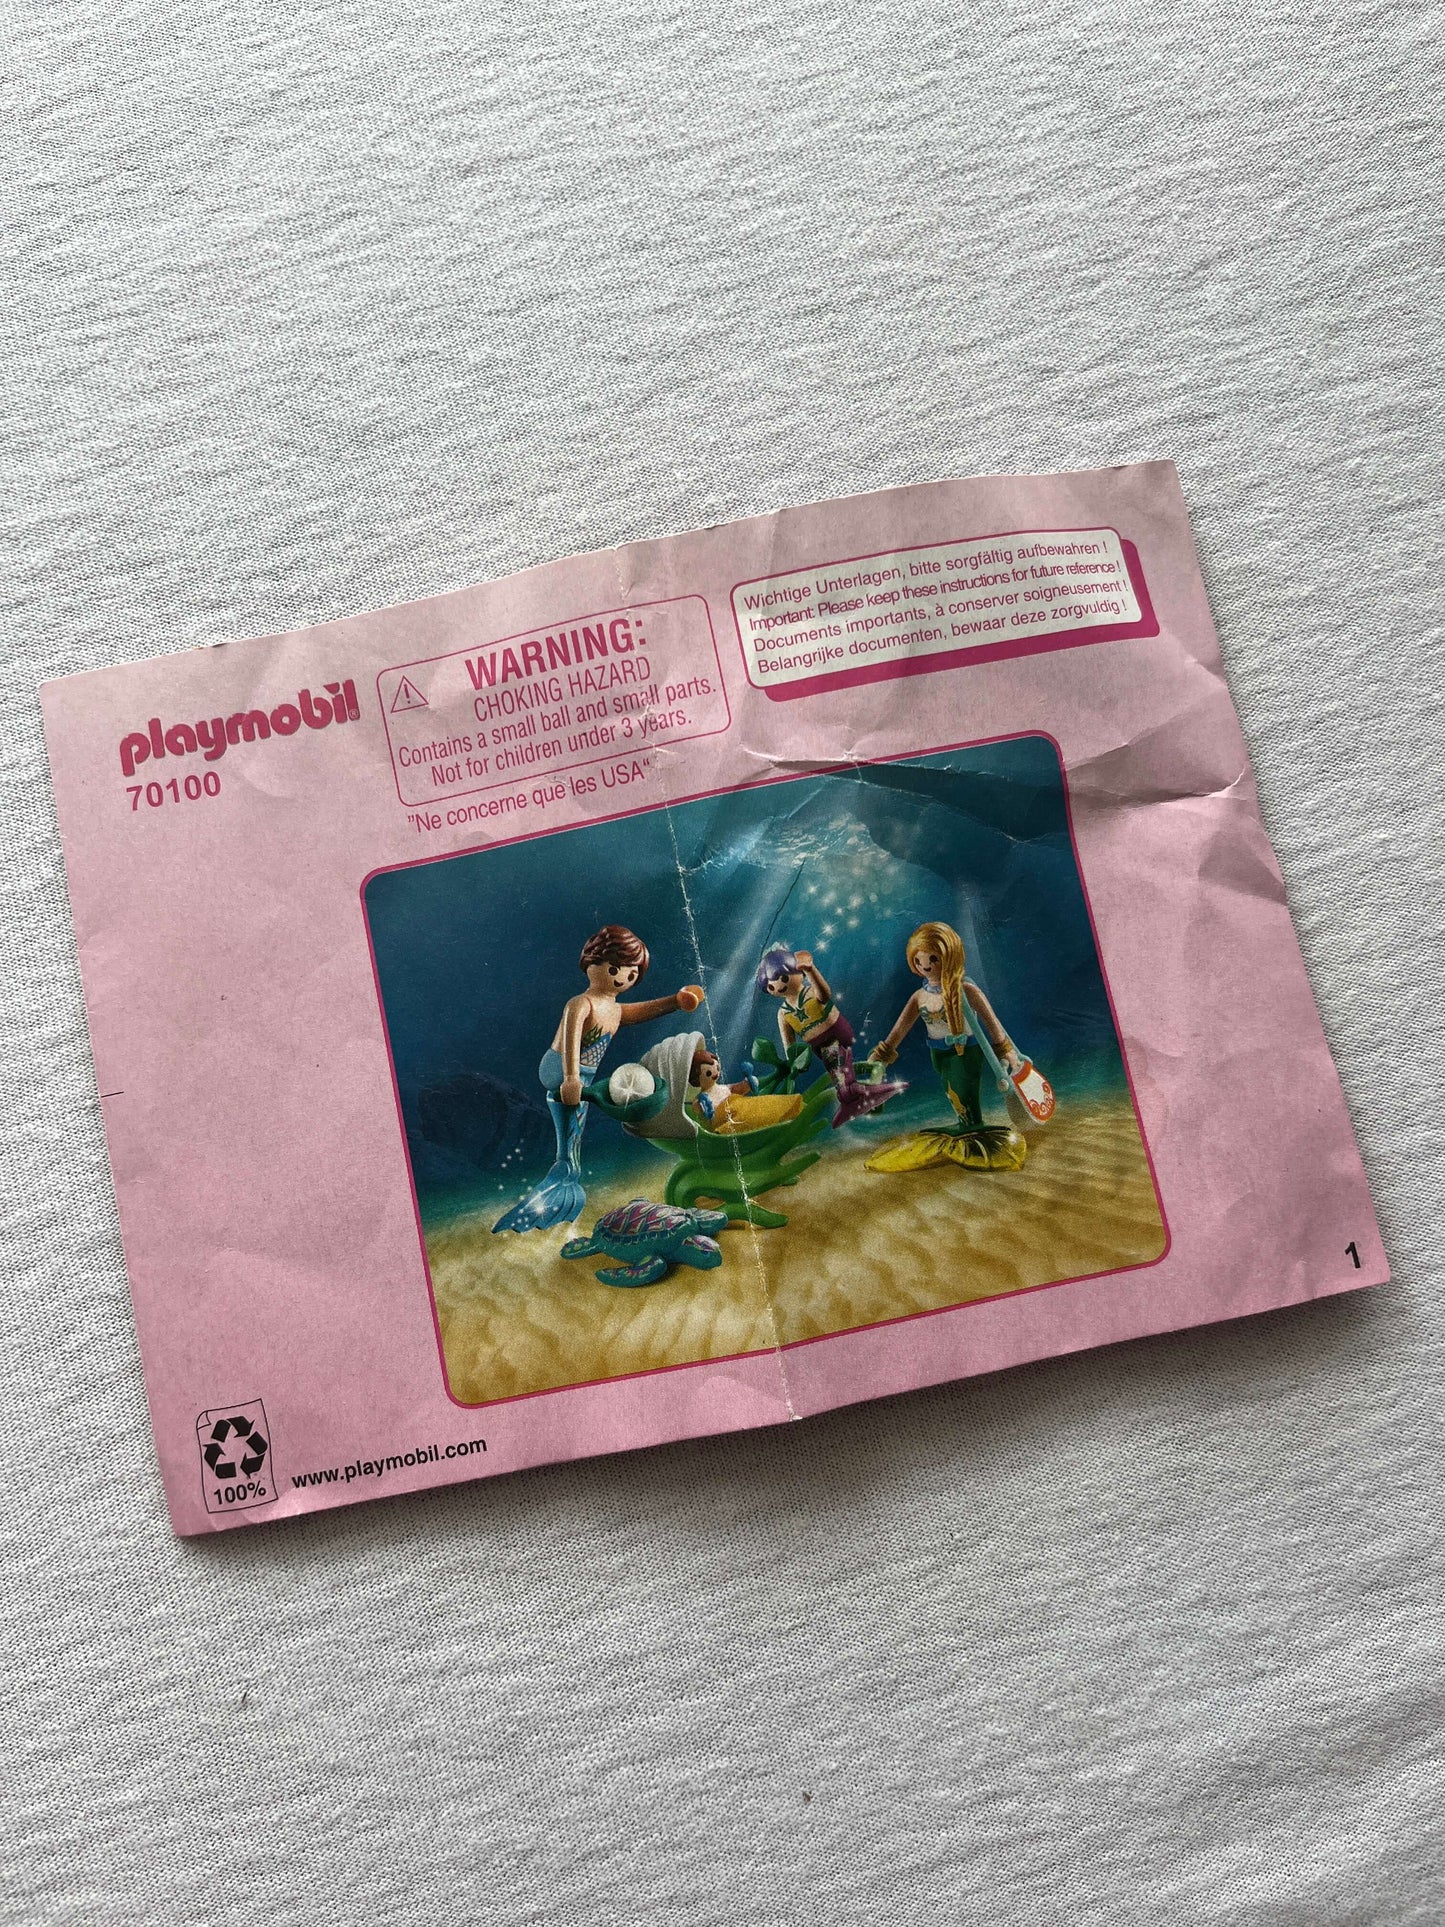 playmobil®
70100
WARNING:
CHOKING HAZARD
Contains a small ball and small parts.
Not for children under 3 years.
"Ne concerne que les USA"
Wichtige Unterlagen, bitte sorgfältig aufbewahren !
Important: Please keep these instructions for future reference !
Documents importants, à conserver soigneusement !
Belangrijke documenten, bewaar deze zorgvuldig !
1
100%
www.playmobil.com